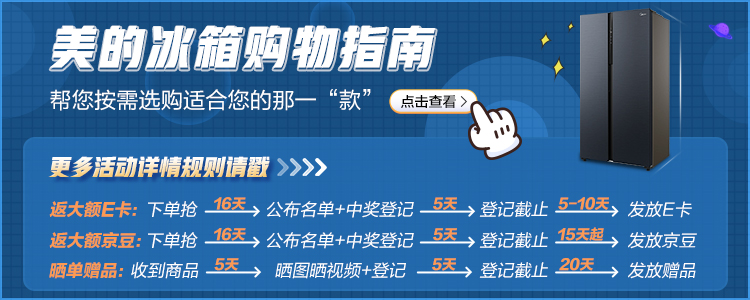 美的冰箱购物指南
帮您按需选购适合您的那一“款” 点击查看>
更多活动详情规则请戳 >>>>
返大额E卡: 下单抢 16天 公布名单+中奖登记 5天 登记截止 5-10天 发放E卡
返大额京豆: 下单抢 16天 公布名单+中奖登记 5天 登记截止 15天起 发放京豆
晒单赠品: 收到商品 5天 晒图晒视频+登记 5天 登记截止 20天 发放赠品